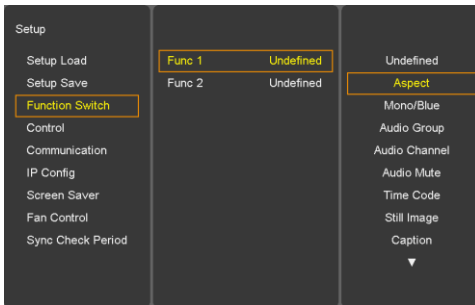 Setup
Setup Load
Setup Save
Function Switch
Control
Communication
IP Config
Screen Saver
Fan Control
Sync Check Period
Func 1 Undefined
Func 2 Undefined
Undefined
Aspect
Mono/Blue
Audio Group
Audio Channel
Audio Mute
Time Code
Still Image
Caption
▼